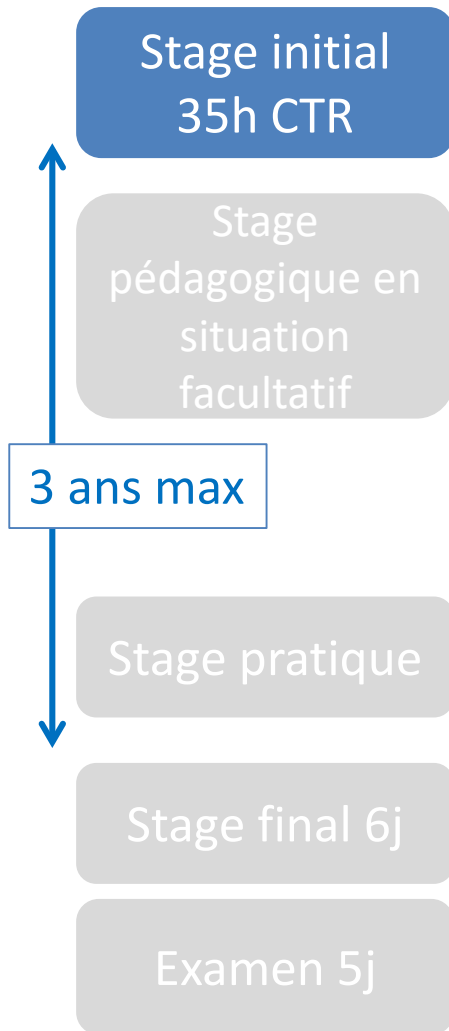 Stage initial
35h CTR
Stage
pédagogique en
situation
facultatif
3 ans max
Stage pratique
Stage final 6j
Examen 5j